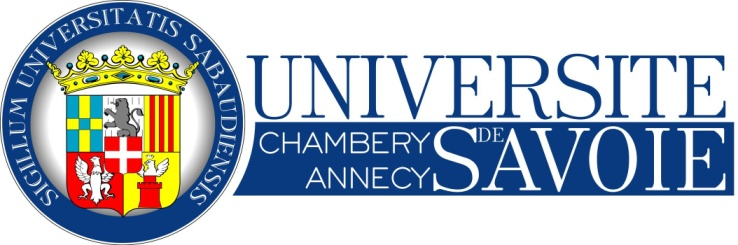 SIGILLUM UNIVERSITATIS SABAUDIENSIS
UNIVERSITE
CHAMBERY
ANNECY
DE
SAVOIE